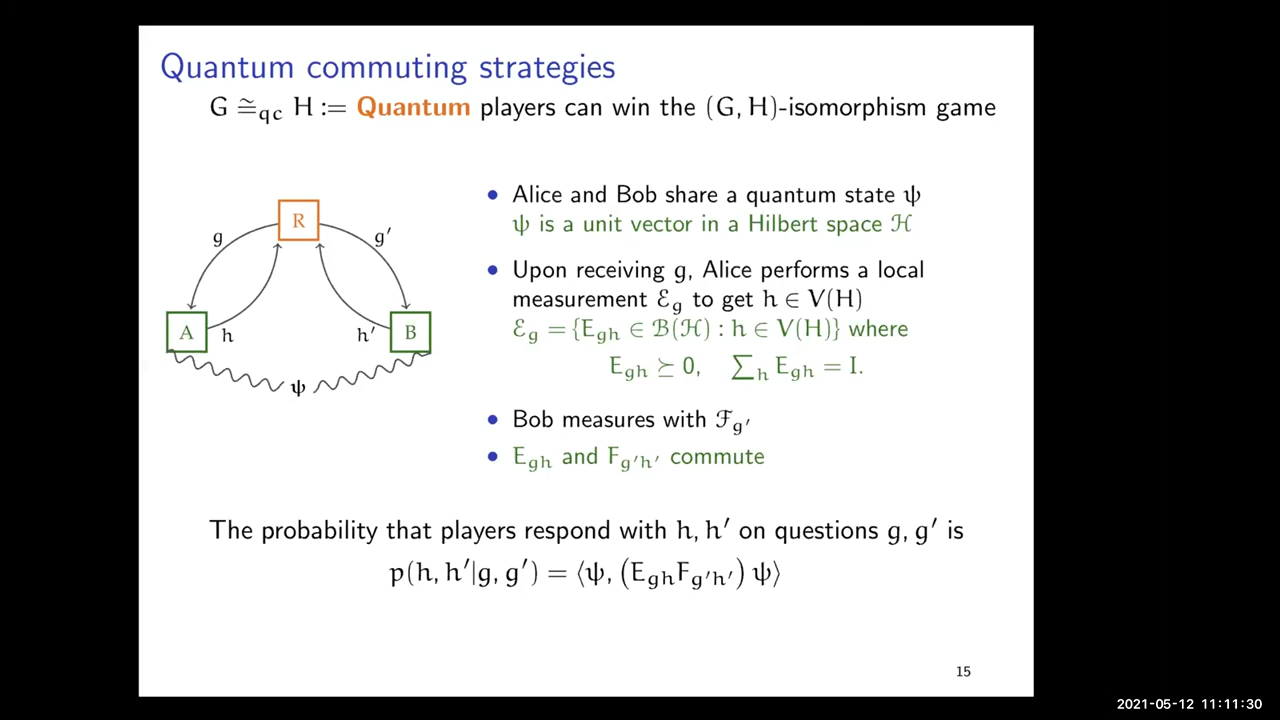 Quantum commuting strategies
G ≅qc H := Quantum players can win the (G, H)-isomorphism game
R
g
g′
A
h
h′
B
ψ
• Alice and Bob share a quantum state ψ
ψ is a unit vector in a Hilbert space ℋ
• Upon receiving g, Alice performs a local
measurement ℰg to get h ∈ V(H)
ℰg = {Egh ∈ ℬ(ℋ) : h ∈ V(H)} where
Egh ⪰ 0, ∑h Egh = I.
• Bob measures with ℱg′
• Egh and Fg′h′ commute
The probability that players respond with h, h′ on questions g, g′ is
p(h, h′|g, g′) = ⟨ψ, (EghFg′h′) ψ⟩
15
2021-05-12 11:11:30